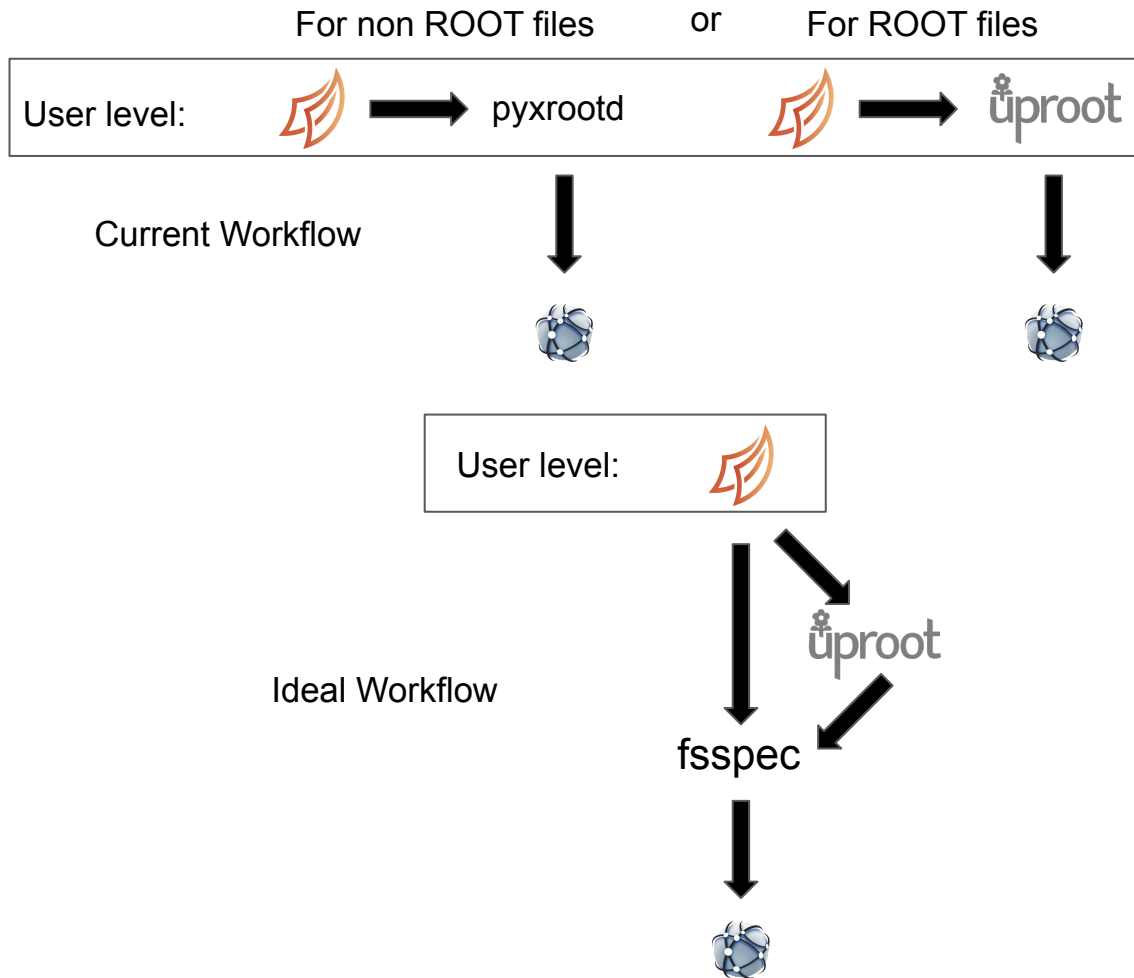 For non ROOT files or For ROOT files
User level: pyxrootd uproot
Current Workflow
User level:
uproot
Ideal Workflow
fsspec